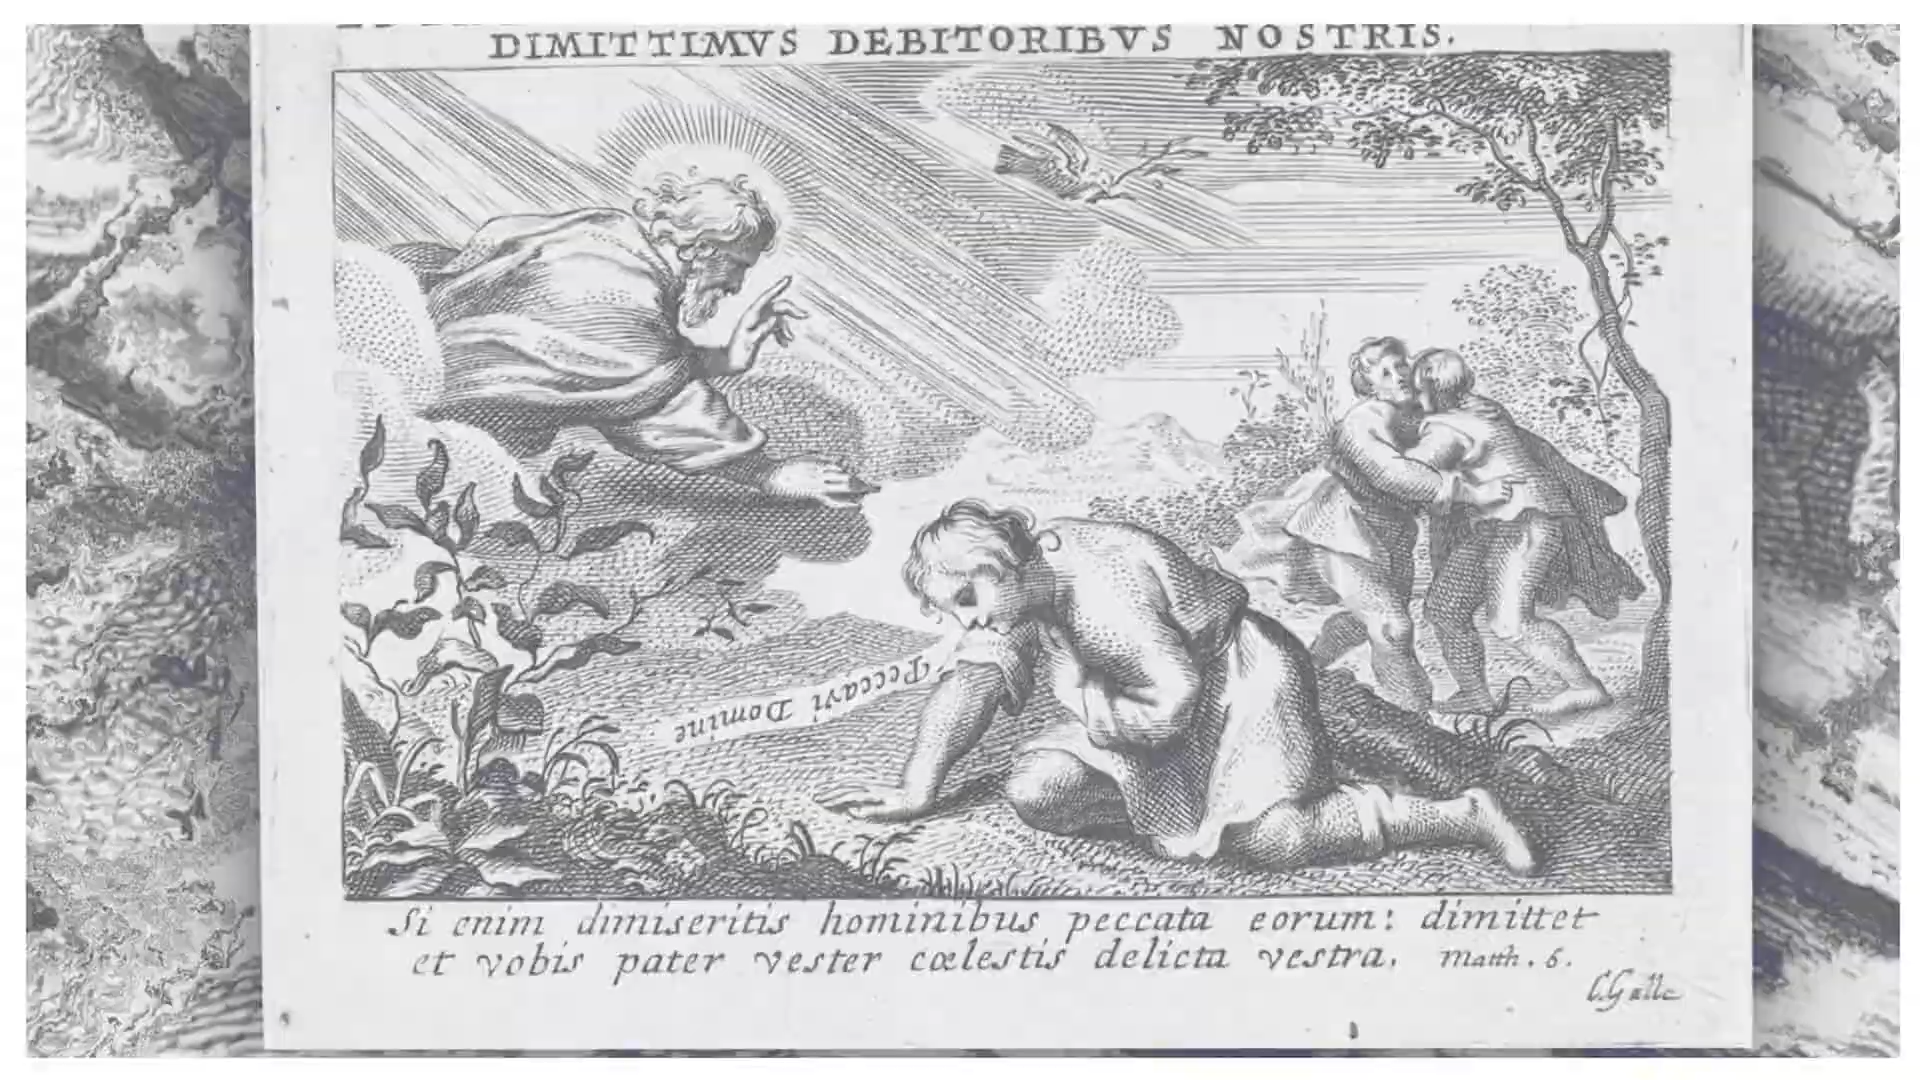 DIMITTIMVS DEBITORIBVS NOSTRIS.
Peccavi Domine
Si enim dimiseritis hominibus peccata eorum: dimittet
et vobis pater vester cœlestis delicta vestra. Matth. 6.
C. Galle